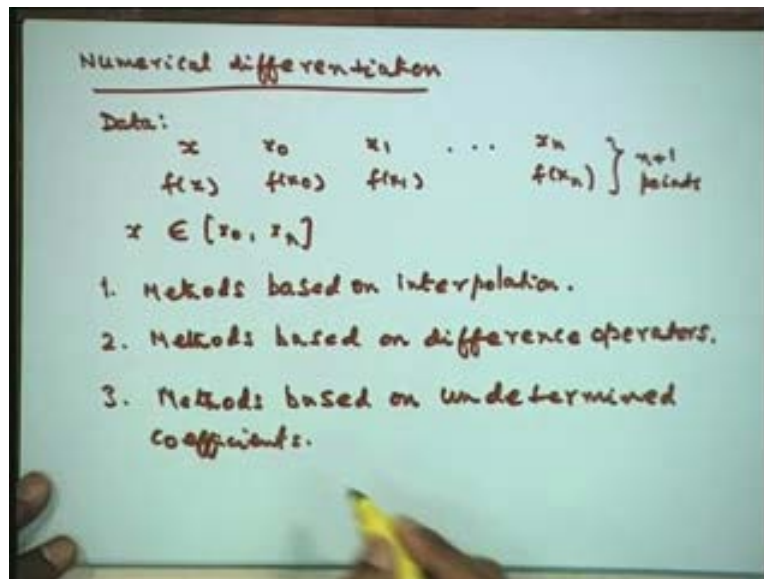 Numerical differentiation
Data:
x x0 x1 ... xn } n+1
f(x) f(x0) f(x1) f(xn) } points
x ∈ [x0, xn]
1. Methods based on interpolation.
2. Methods based on difference operators.
3. Methods based on undetermined
coefficients.